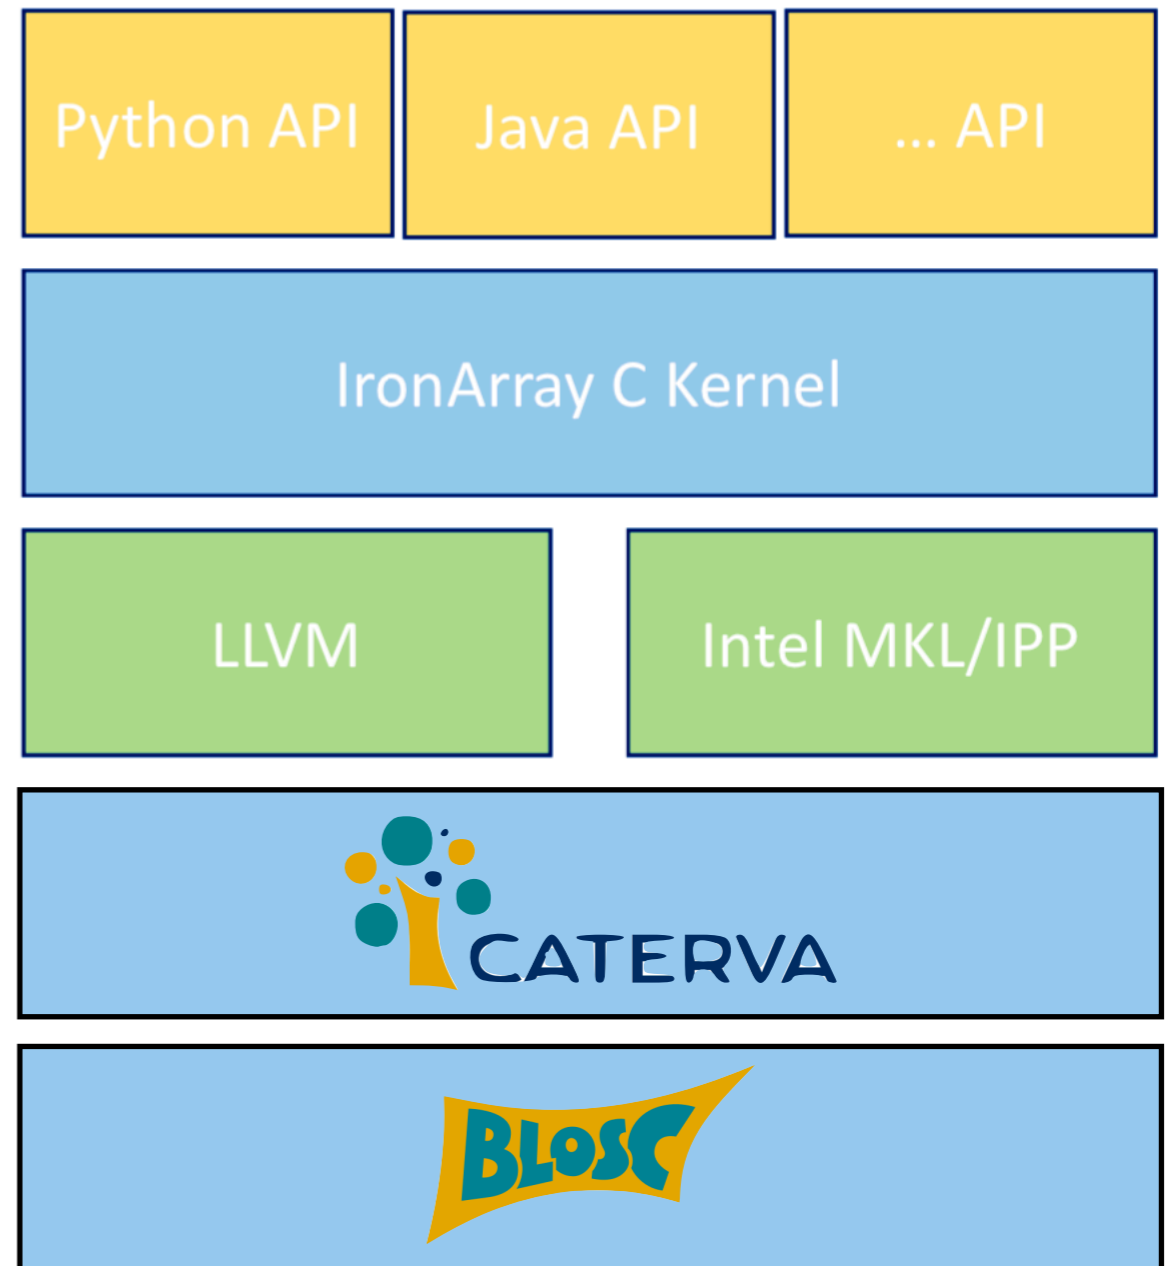 Python API
Java API
... API
IronArray C Kernel
LLVM
Intel MKL/IPP
CATERVA
BLOSC